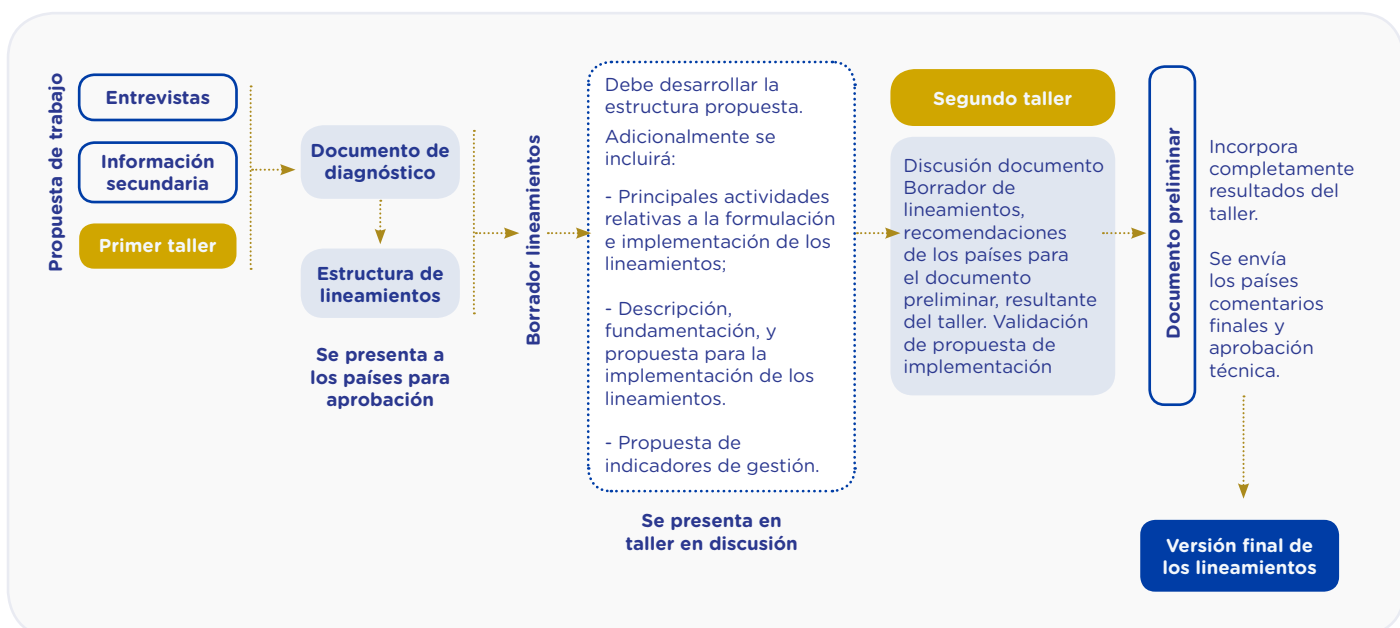 Propuesta de trabajo
Entrevistas
Información
secundaria
Primer taller
Documento de
diagnóstico
Estructura de
lineamientos
Se presenta a
los países para
aprobación
Borrador lineamientos
Debe desarrollar la
estructura propuesta.
Adicionalmente se
incluirá:
- Principales actividades
relativas a la formulación
e implementación de los
lineamientos;
- Descripción,
fundamentación, y
propuesta para la
implementación de los
lineamientos.
- Propuesta de
indicadores de gestión.
Se presenta en
taller en discusión
Segundo taller
Discusión documento
Borrador de
lineamientos,
recomendaciones
de los países para
el documento
preliminar, resultante
del taller. Validación
de propuesta de
implementación
Documento preliminar
Incorpora
completamente
resultados del
taller.
Se envía
los países
comentarios
finales y
aprobación
técnica.
Versión final de
los lineamientos